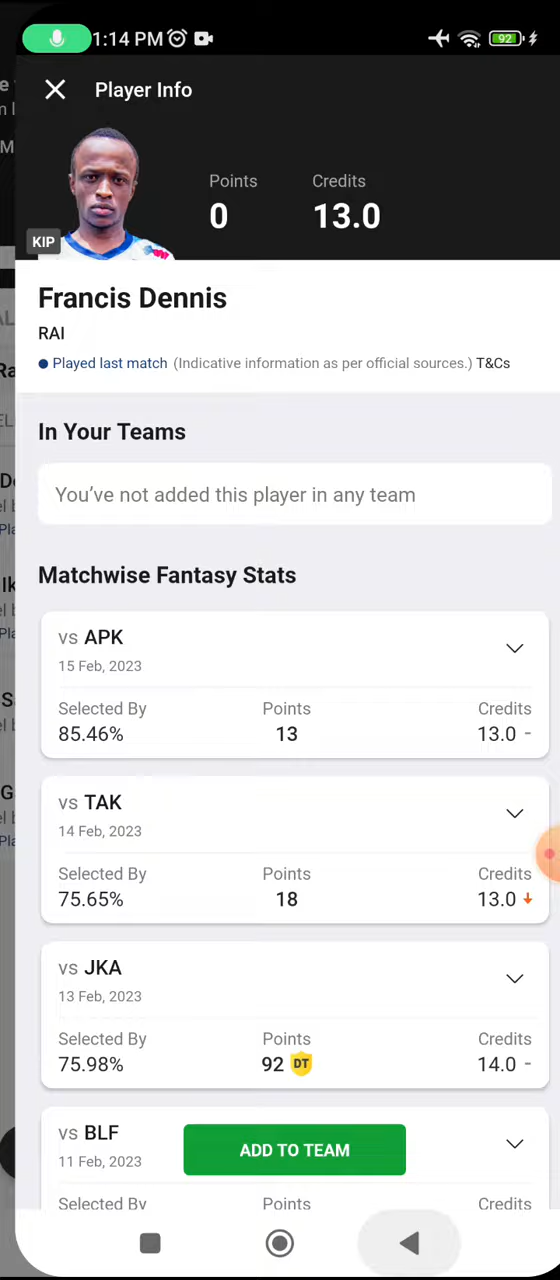 1:14 PM
92
Player Info
Points
Credits
0
13.0
KIP
Francis Dennis
RAI
Played last match (Indicative information as per official sources.) T&Cs
In Your Teams
You’ve not added this player in any team
Matchwise Fantasy Stats
vs APK
15 Feb, 2023
Selected By
Points
Credits
85.46%
13
13.0 -
vs TAK
14 Feb, 2023
Selected By
Points
Credits
75.65%
18
13.0
vs JKA
13 Feb, 2023
Selected By
Points
Credits
75.98%
92 DT
14.0 -
vs BLF
11 Feb, 2023
ADD TO TEAM
Selected By
Points
Credits